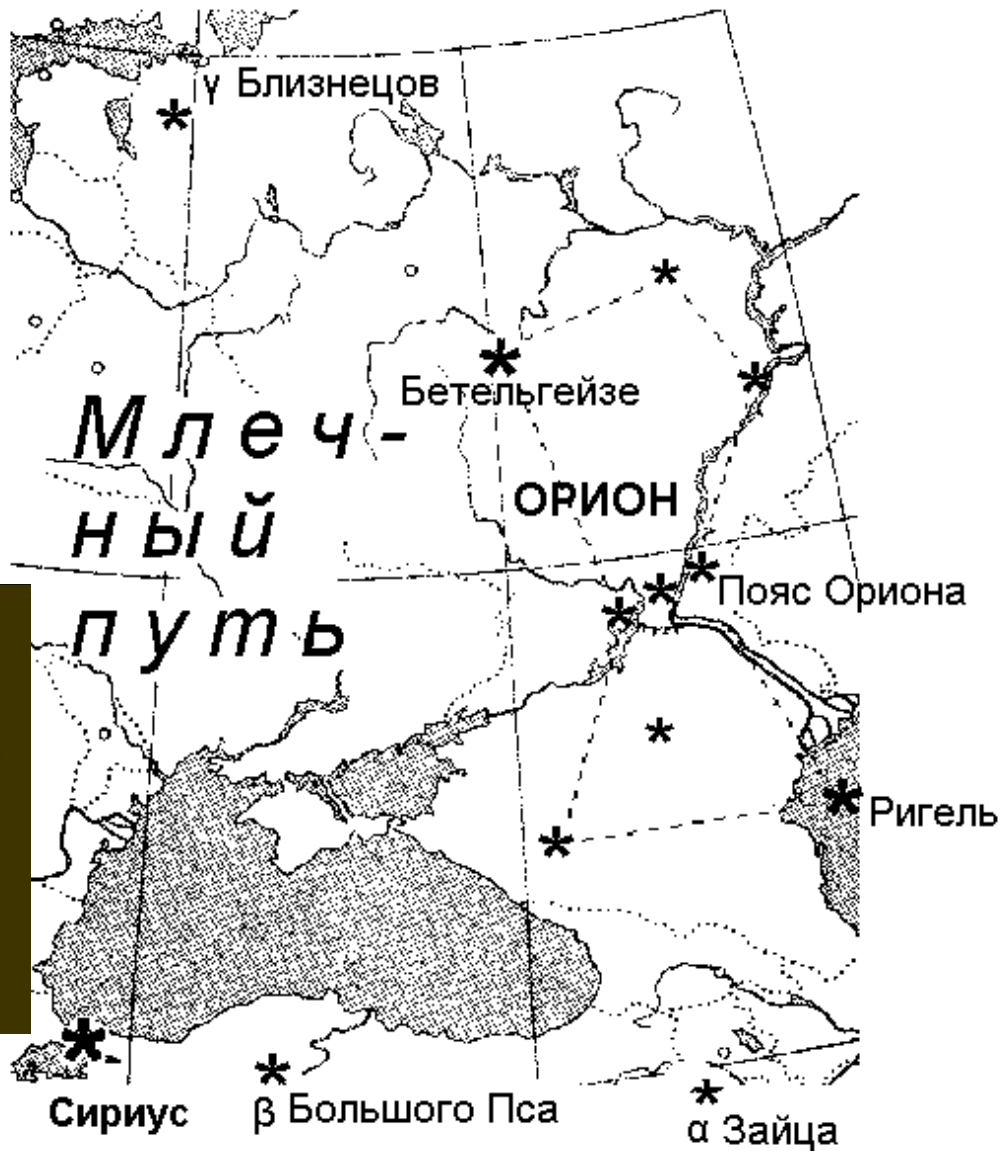 γ Близнецов
Бетельгейзе
Млеч-
ный
путь
ОРИОН
Пояс Ориона
Ригель
Сириус
β Большого Пса
α Зайца